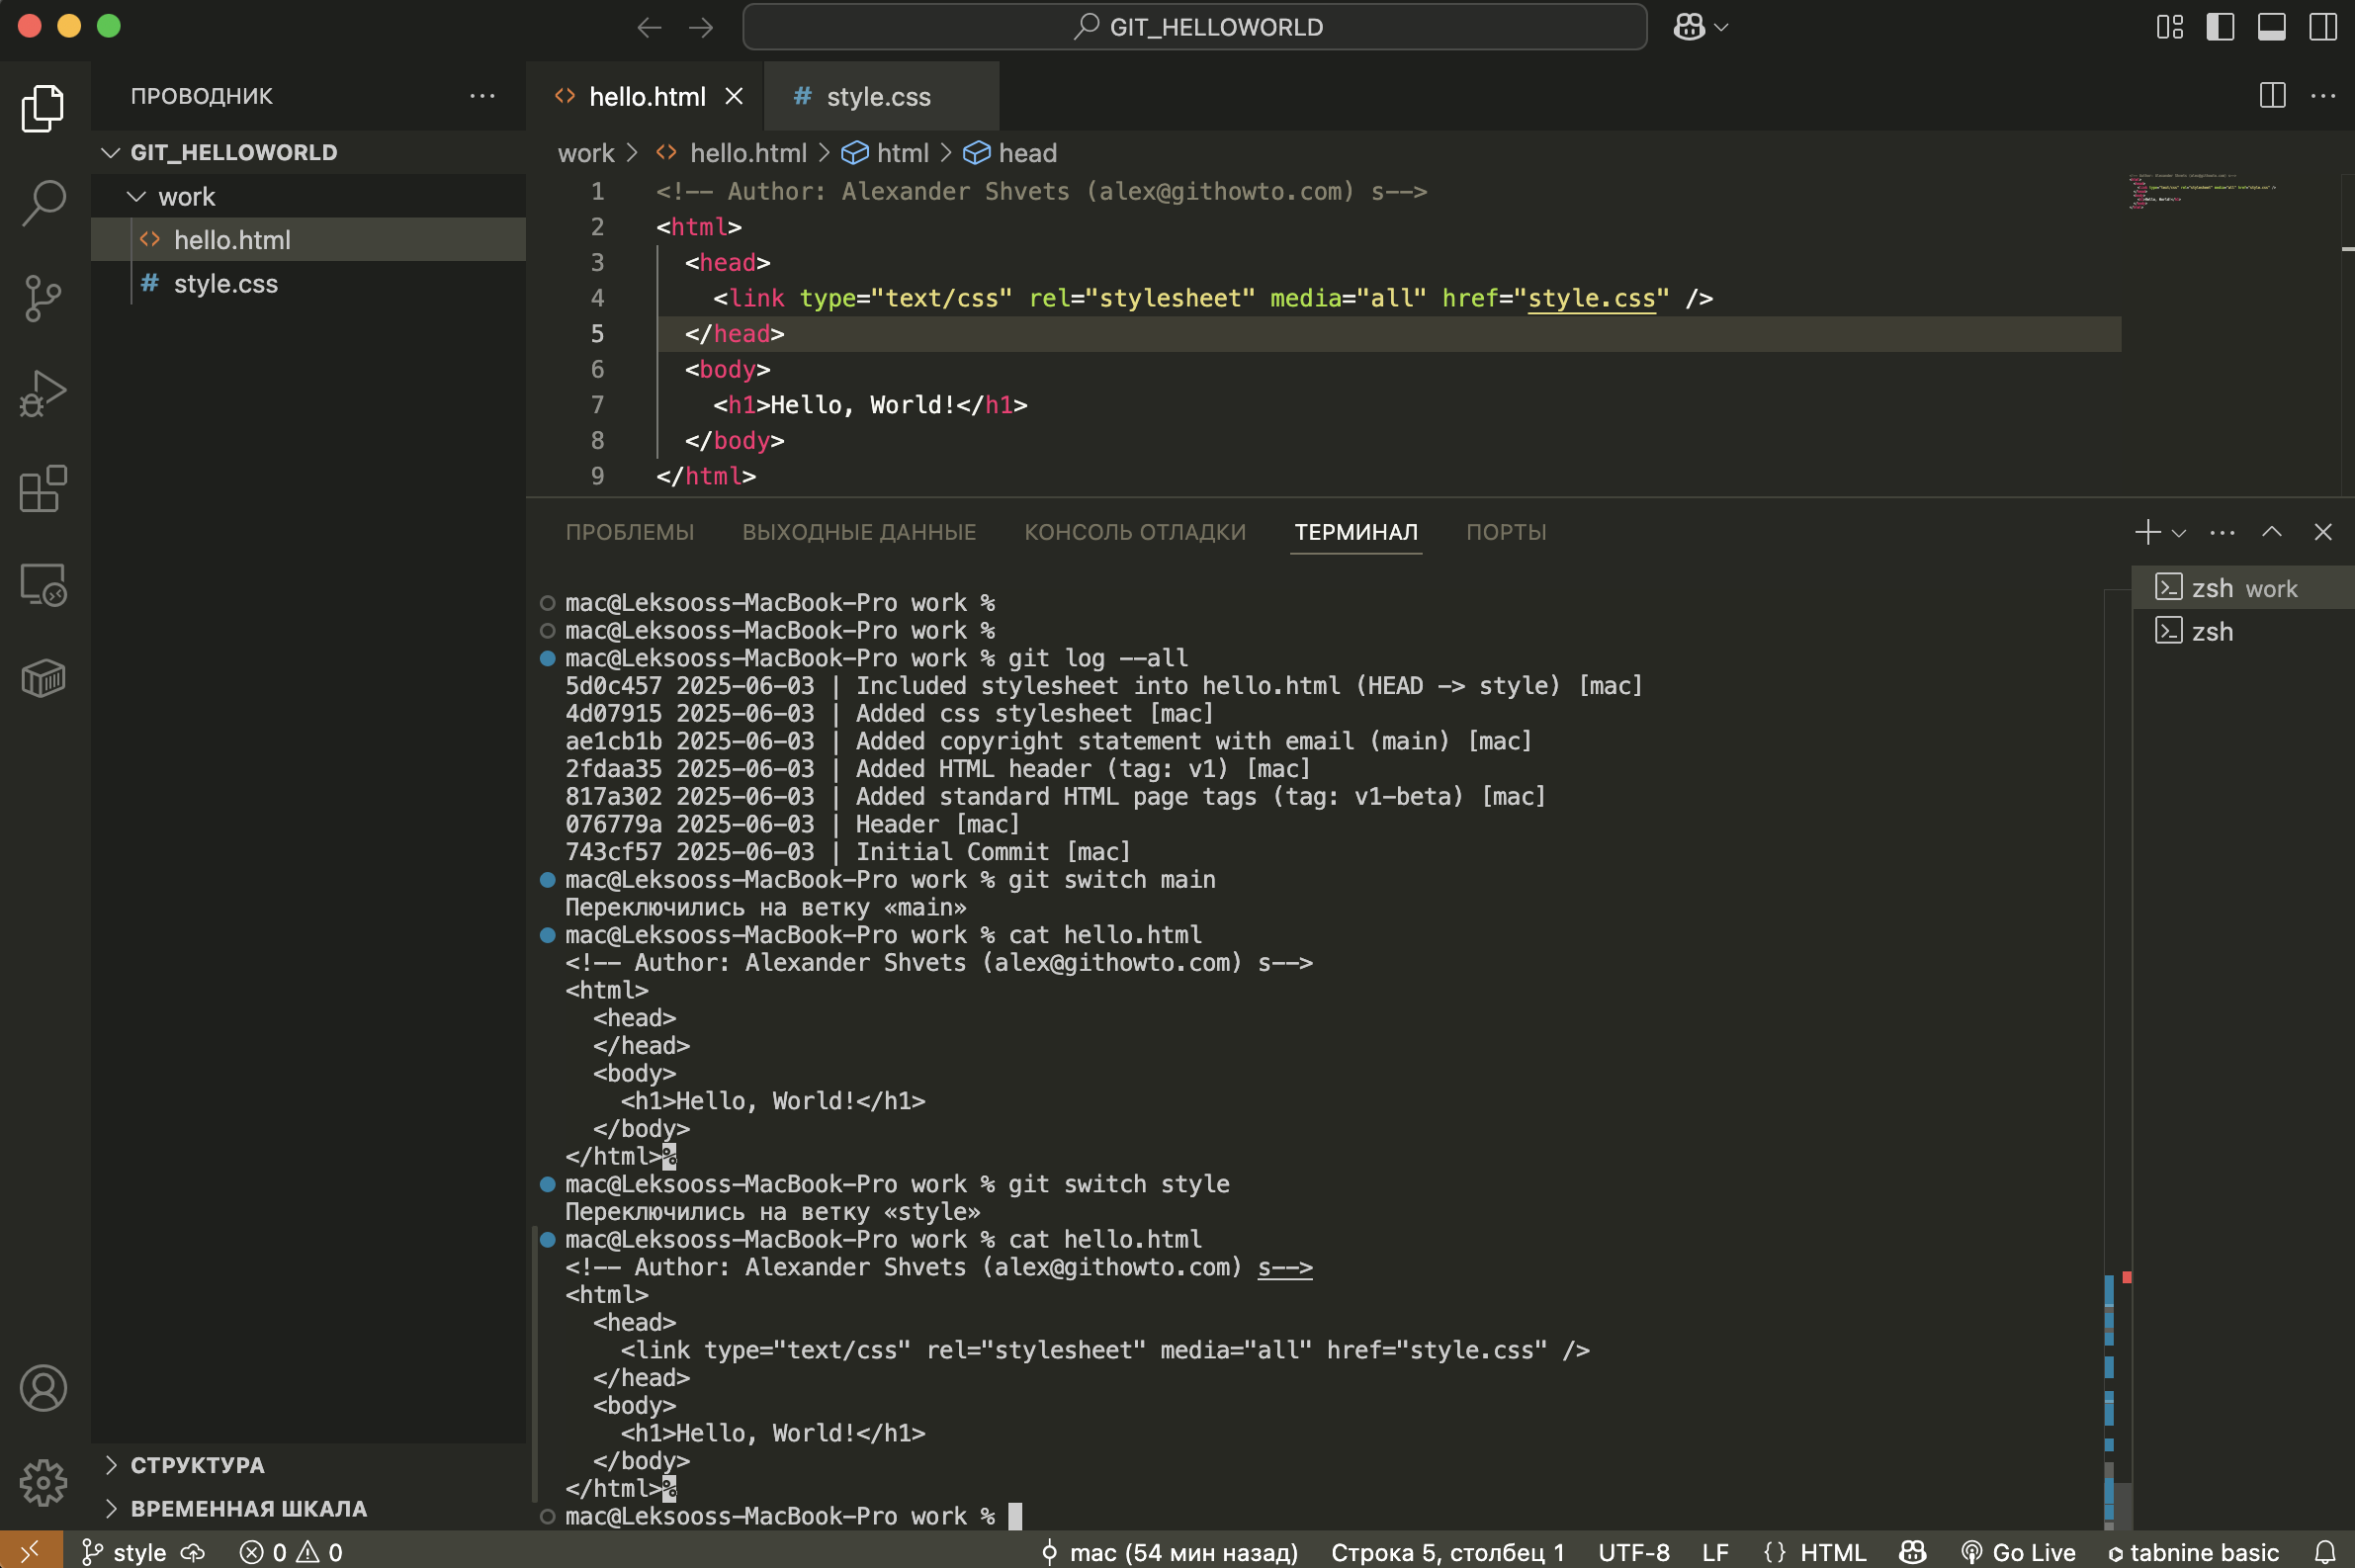 GIT_HELLOWORLD
ПРОВОДНИК
GIT_HELLOWORLD
work
hello.html
style.css
СТРУКТУРА
ВРЕМЕННАЯ ШКАЛА
hello.html
style.css
work > hello.html > html > head
1 <!-- Author: Alexander Shvets (alex@githowto.com) s-->
2 <html>
3 <head>
4 <link type="text/css" rel="stylesheet" media="all" href="style.css" />
5 </head>
6 <body>
7 <h1>Hello, World!</h1>
8 </body>
9 </html>
ПРОБЛЕМЫ ВЫХОДНЫЕ ДАННЫЕ КОНСОЛЬ ОТЛАДКИ ТЕРМИНАЛ ПОРТЫ
mac@Leksooss-MacBook-Pro work %
mac@Leksooss-MacBook-Pro work %
mac@Leksooss-MacBook-Pro work % git log --all
5d0c457 2025-06-03 | Included stylesheet into hello.html (HEAD -> style) [mac]
4d07915 2025-06-03 | Added css stylesheet [mac]
ae1cb1b 2025-06-03 | Added copyright statement with email (main) [mac]
2fdaa35 2025-06-03 | Added HTML header (tag: v1) [mac]
817a302 2025-06-03 | Added standard HTML page tags (tag: v1-beta) [mac]
076779a 2025-06-03 | Header [mac]
743cf57 2025-06-03 | Initial Commit [mac]
mac@Leksooss-MacBook-Pro work % git switch main
Переключились на ветку «main»
mac@Leksooss-MacBook-Pro work % cat hello.html
<!-- Author: Alexander Shvets (alex@githowto.com) s-->
<html>
<head>
</head>
<body>
<h1>Hello, World!</h1>
</body>
</html>%
mac@Leksooss-MacBook-Pro work % git switch style
Переключились на ветку «style»
mac@Leksooss-MacBook-Pro work % cat hello.html
<!-- Author: Alexander Shvets (alex@githowto.com) s-->
<html>
<head>
<link type="text/css" rel="stylesheet" media="all" href="style.css" />
</head>
<body>
<h1>Hello, World!</h1>
</body>
</html>%
mac@Leksooss-MacBook-Pro work %
zsh work
zsh
style 0 0 mac (54 мин назад) Строка 5, столбец 1 UTF-8 LF {} HTML Go Live tabnine basic